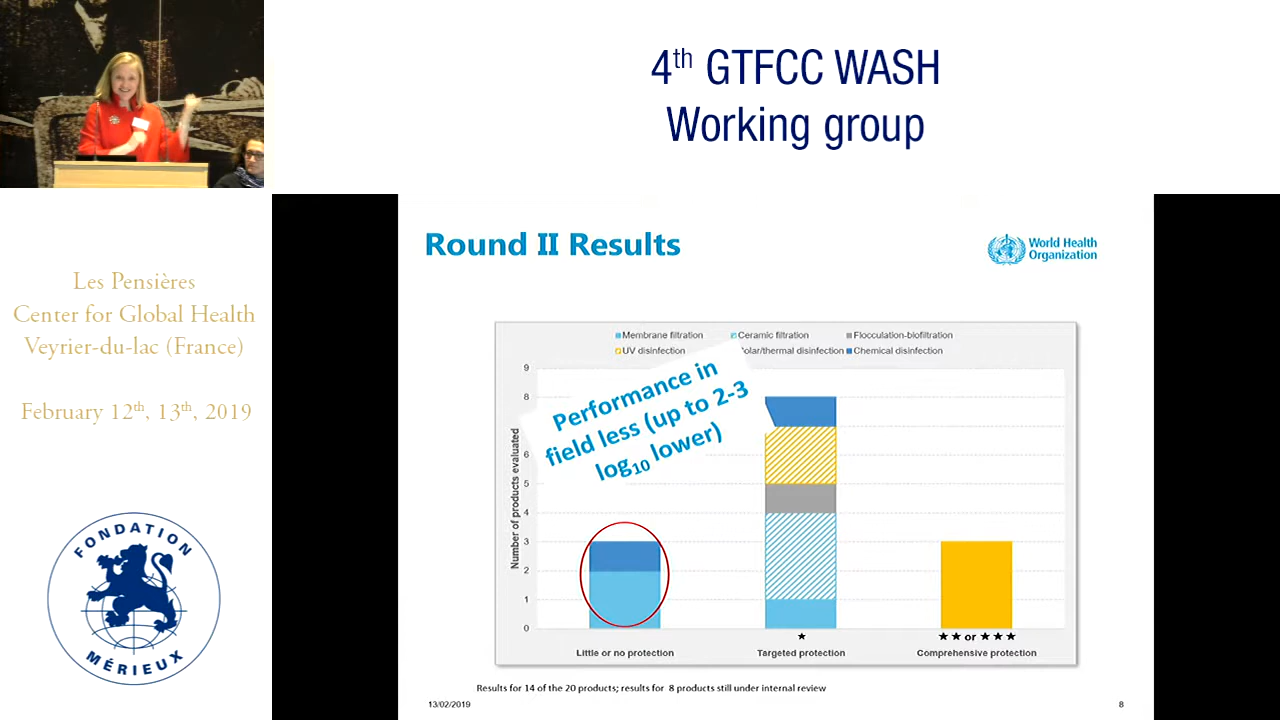 4th GTFCC WASH
Working group
Les Pensières
Center for Global Health
Veyrier-du-lac (France)
February 12th, 13th, 2019
FONDATION
MÉRIEUX
Round II Results
World Health
Organization
Membrane filtration
Ceramic filtration
Flocculation-biofiltration
UV disinfection
olar/thermal disinfection
Chemical disinfection
Performance in
field less (up to 2-3
log10 lower)
Number of products evaluated
9
8
6
5
4
3
2
1
0
★
★★ or ★★★
Little or no protection
Targeted protection
Comprehensive protection
Results for 14 of the 20 products; results for 8 products still under internal review
13/02/2019
8